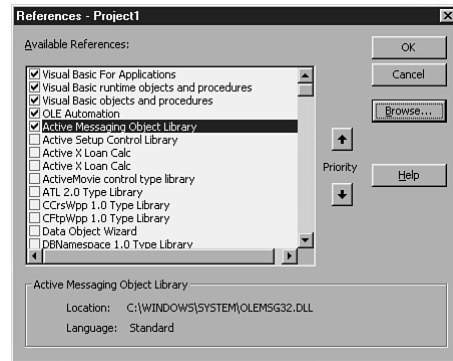 References - Project1
Available References:
OK
Cancel
Browse...
Help
Visual Basic For Applications
Visual Basic runtime objects and procedures
Visual Basic objects and procedures
OLE Automation
Active Messaging Object Library
Active Setup Control Library
Active X Loan Calc
Active X Loan Calc
ActiveMovie control type library
ATL 2.0 Type Library
CCrsWpp 1.0 Type Library
CFtpWpp 1.0 Type Library
Data Object Wizard
DBNamespace 1.0 Type Library
Priority
Active Messaging Object Library
Location: C:\WINDOWS\SYSTEM\OLEMSG32.DLL
Language: Standard